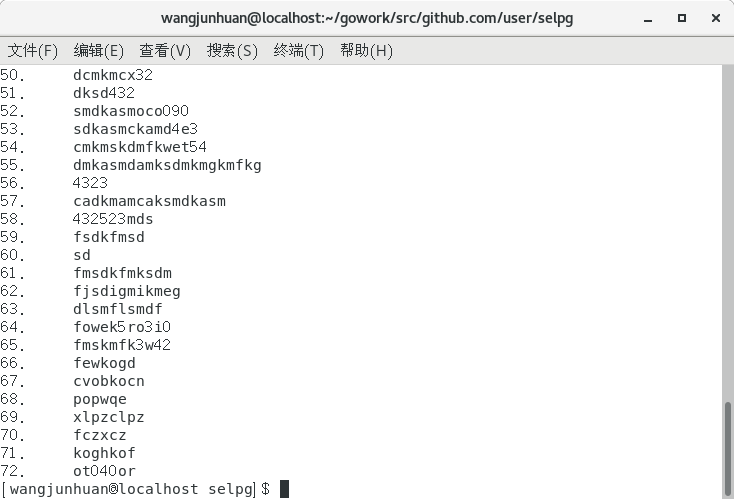 wangjunhuan@localhost:~/gowork/src/github.com/user/selpg
文件(F) 编辑(E) 查看(V) 搜索(S) 终端(T) 帮助(H)
50. dcmkmcx32
51. dksd432
52. smdkasmoco090
53. sdkasmckamd4e3
54. cmkmskdmfkwet54
55. dmkasmdamksdmkmgkmfkg
56. 4323
57. cadkmamcaksmdkasm
58. 432523mds
59. fsdkfmsd
60. sd
61. fmsdkfmksdm
62. fjsdigmikmeg
63. dlsmflsmdf
64. fowek5ro3i0
65. fmskmfk3w42
66. fewkogd
67. cvobkocn
68. popwqe
69. xlpzclpz
70. fczxcz
71. koghkof
72. ot040or
[wangjunhuan@localhost selpg]$